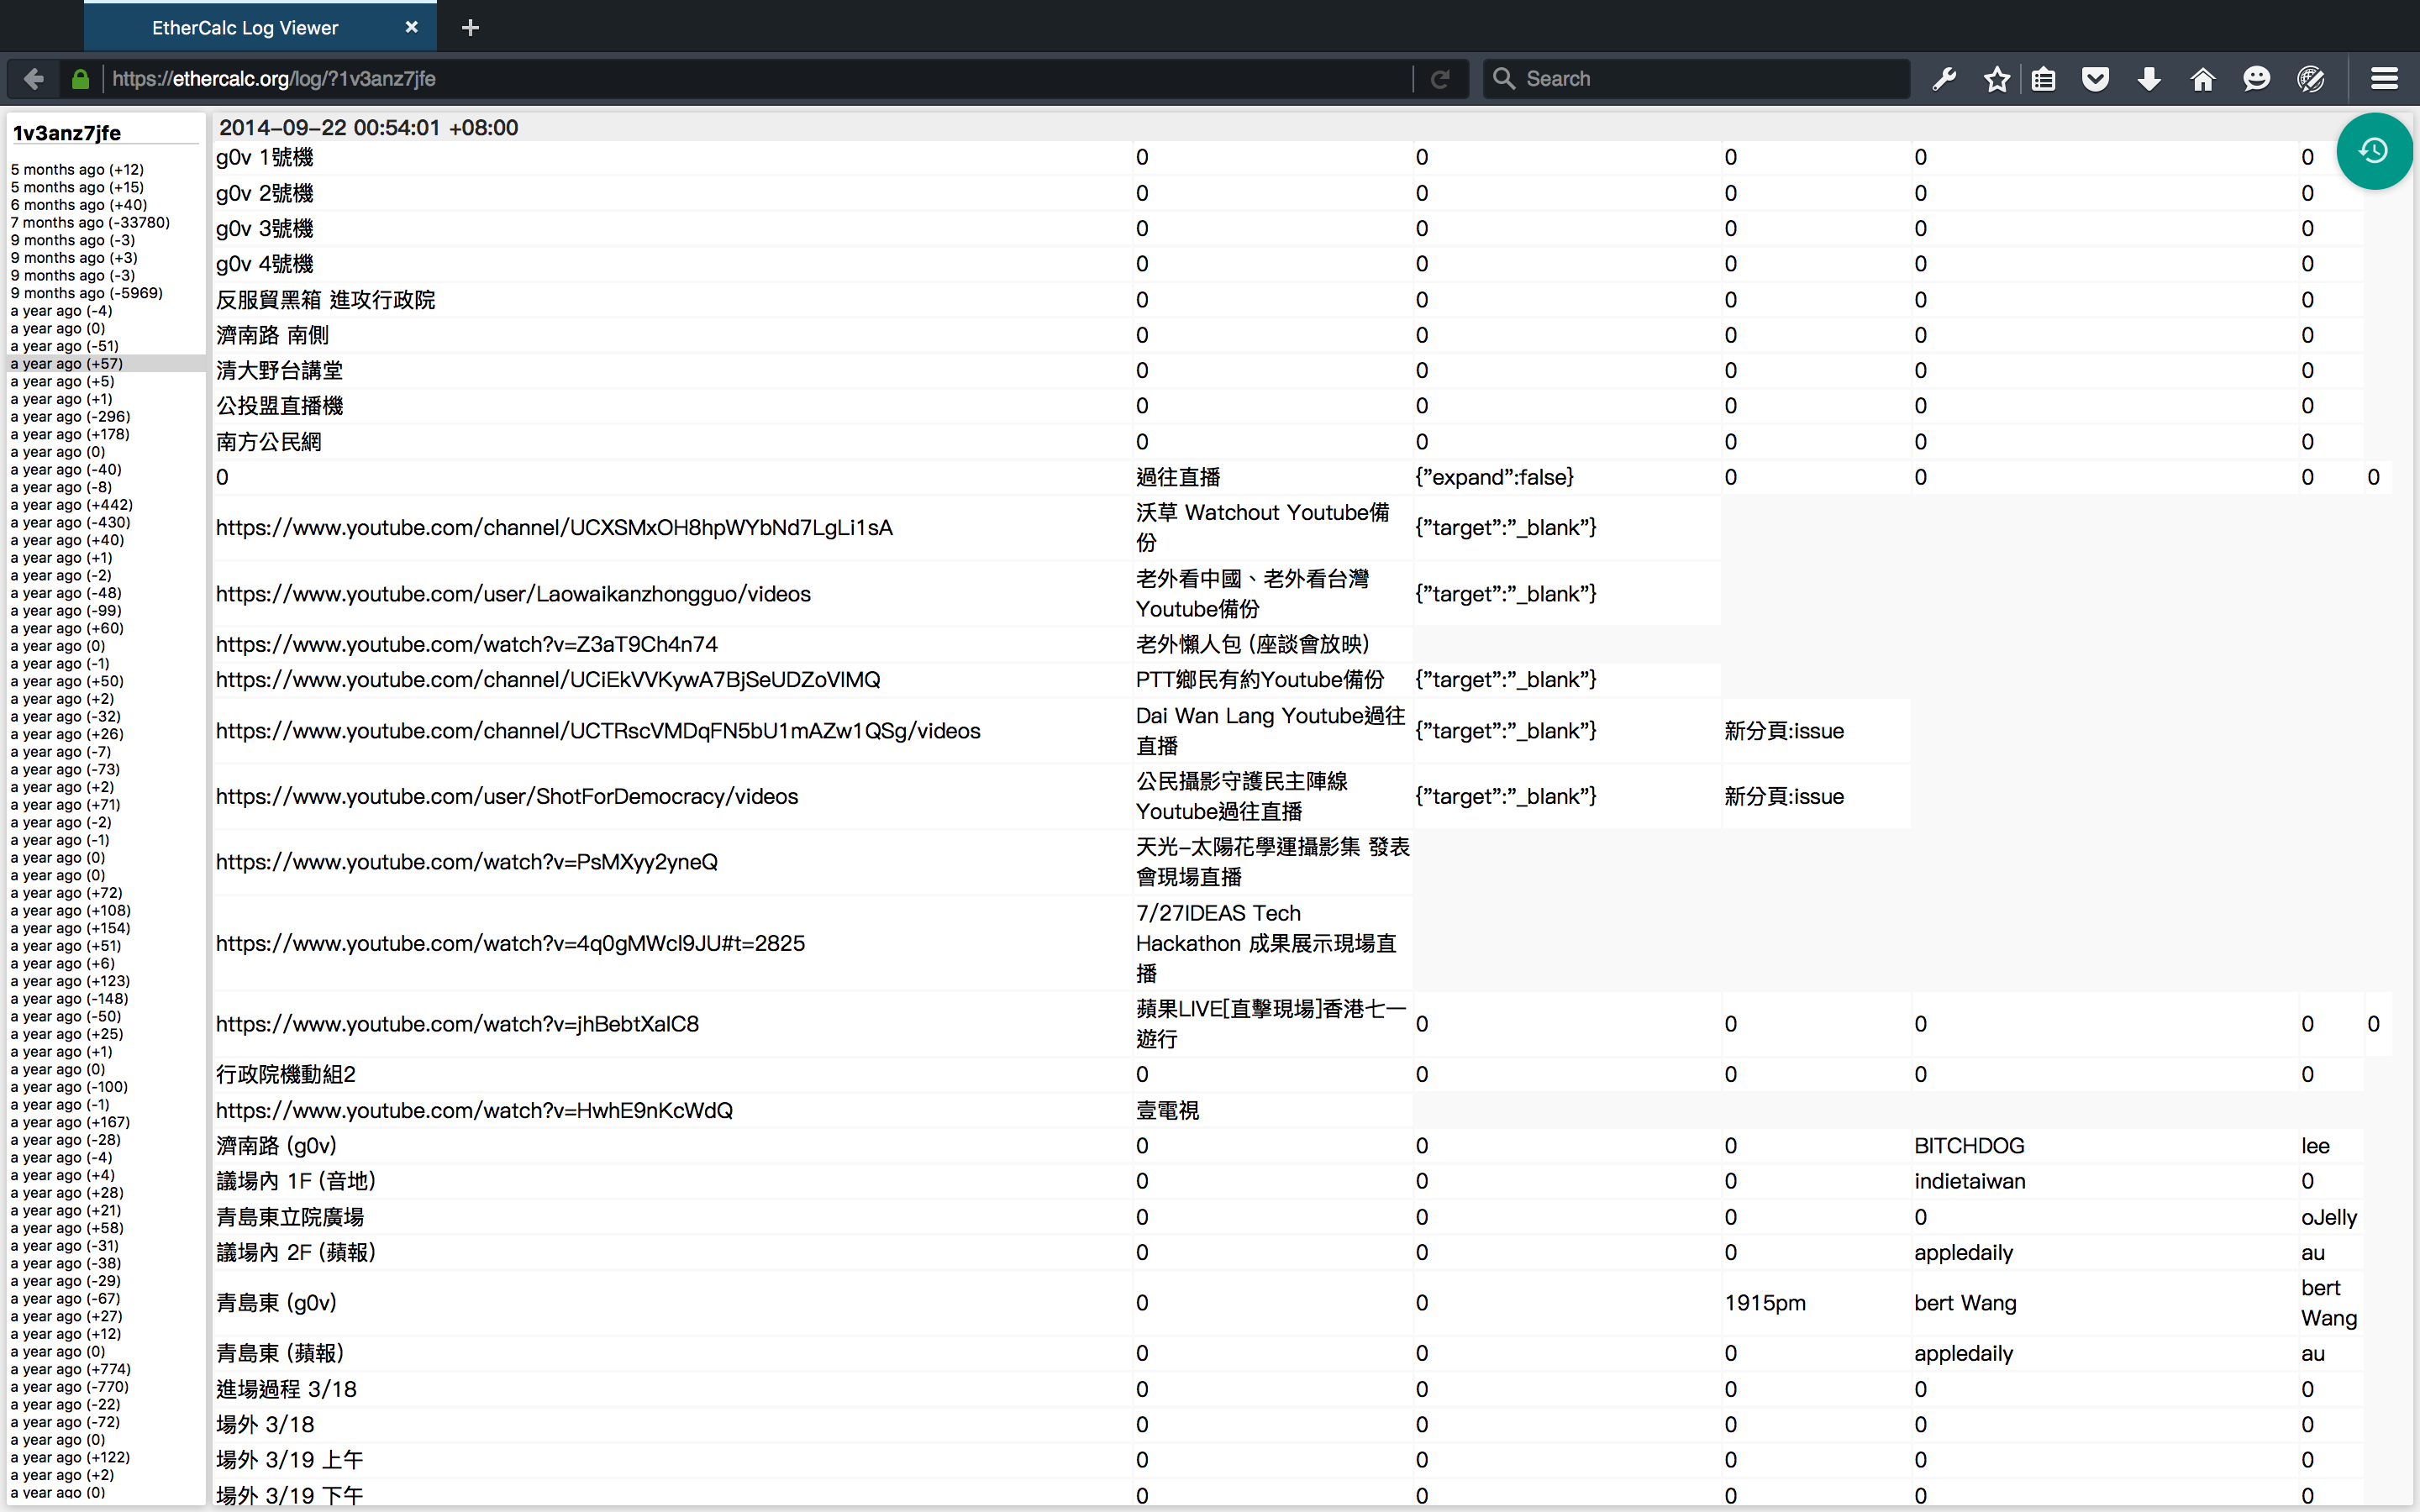 EtherCalc Log Viewer
https://ethercalc.org/log/?1v3anz7jfe
Search
1v3anz7jfe
5 months ago (+12)
5 months ago (+15)
6 months ago (+40)
7 months ago (-33780)
9 months ago (-3)
9 months ago (+3)
9 months ago (-3)
9 months ago (-5969)
a year ago (-4)
a year ago (0)
a year ago (-51)
a year ago (+57)
a year ago (+5)
a year ago (+1)
a year ago (-296)
a year ago (+178)
a year ago (0)
a year ago (-40)
a year ago (-8)
a year ago (+442)
a year ago (-430)
a year ago (+40)
a year ago (+1)
a year ago (-2)
a year ago (-48)
a year ago (-99)
a year ago (+60)
a year ago (0)
a year ago (-1)
a year ago (+50)
a year ago (+2)
a year ago (-32)
a year ago (+26)
a year ago (-7)
a year ago (-73)
a year ago (+2)
a year ago (+71)
a year ago (-2)
a year ago (-1)
a year ago (0)
a year ago (0)
a year ago (+72)
a year ago (+108)
a year ago (+154)
a year ago (+51)
a year ago (+6)
a year ago (+123)
a year ago (-148)
a year ago (-50)
a year ago (+25)
a year ago (+1)
a year ago (0)
a year ago (-100)
a year ago (-1)
a year ago (+167)
a year ago (-28)
a year ago (-4)
a year ago (+4)
a year ago (+28)
a year ago (+21)
a year ago (+58)
a year ago (-31)
a year ago (-38)
a year ago (-29)
a year ago (-67)
a year ago (+27)
a year ago (+12)
a year ago (0)
a year ago (+774)
a year ago (-770)
a year ago (-22)
a year ago (-72)
a year ago (0)
a year ago (+122)
a year ago (+2)
a year ago (0)
2014-09-22 00:54:01 +08:00
g0v 1號機 0 0 0 0 0
g0v 2號機 0 0 0 0 0
g0v 3號機 0 0 0 0 0
g0v 4號機 0 0 0 0 0
反服貿黑箱 進攻行政院 0 0 0 0 0
濟南路 南側 0 0 0 0 0
清大野台講堂 0 0 0 0 0
公投盟直播機 0 0 0 0 0
南方公民網 0 0 0 0 0
0 過往直播 {"expand":false} 0 0 0 0
https://www.youtube.com/channel/UCXSMxOH8hpWYbNd7LgLi1sA 沃草 Watchout Youtube備 {"target":"_blank"}
份
https://www.youtube.com/user/Laowaikanzhongguo/videos 老外看中國、老外看台灣 {"target":"_blank"}
Youtube備份
https://www.youtube.com/watch?v=Z3aT9Ch4n74 老外懶人包 (座談會放映)
https://www.youtube.com/channel/UCiEkVVKywA7BjSeUDZoVIMQ PTT鄉民有約Youtube備份 {"target":"_blank"}
https://www.youtube.com/channel/UCTRscVMDqFN5bU1mAZw1QSg/videos Dai Wan Lang Youtube過往 {"target":"_blank"} 新分頁:issue
直播
https://www.youtube.com/user/ShotForDemocracy/videos 公民攝影守護民主陣線 {"target":"_blank"} 新分頁:issue
Youtube過往直播
https://www.youtube.com/watch?v=PsMXyy2yneQ 天光-太陽花學運攝影集 發表
會現場直播
https://www.youtube.com/watch?v=4q0gMWcI9JU#t=2825 7/27IDEAS Tech
Hackathon 成果展示現場直
播
https://www.youtube.com/watch?v=jhBebtXaIC8 蘋果LIVE[直擊現場]香港七一 0 0 0 0 0
遊行
行政院機動組2 0 0 0 0 0
https://www.youtube.com/watch?v=HwhE9nKcWdQ 壹電視
濟南路 (g0v) 0 0 0 BITCHDOG lee
議場內 1F (音地) 0 0 0 indietaiwan 0
青島東立院廣場 0 0 0 0 oJelly
議場內 2F (蘋報) 0 0 0 appledaily au
青島東 (g0v) 0 0 1915pm bert Wang bert
Wang
青島東 (蘋報) 0 0 0 appledaily au
進場過程 3/18 0 0 0 0 0
場外 3/18 0 0 0 0 0
場外 3/19 上午 0 0 0 0 0
場外 3/19 下午 0 0 0 0 0